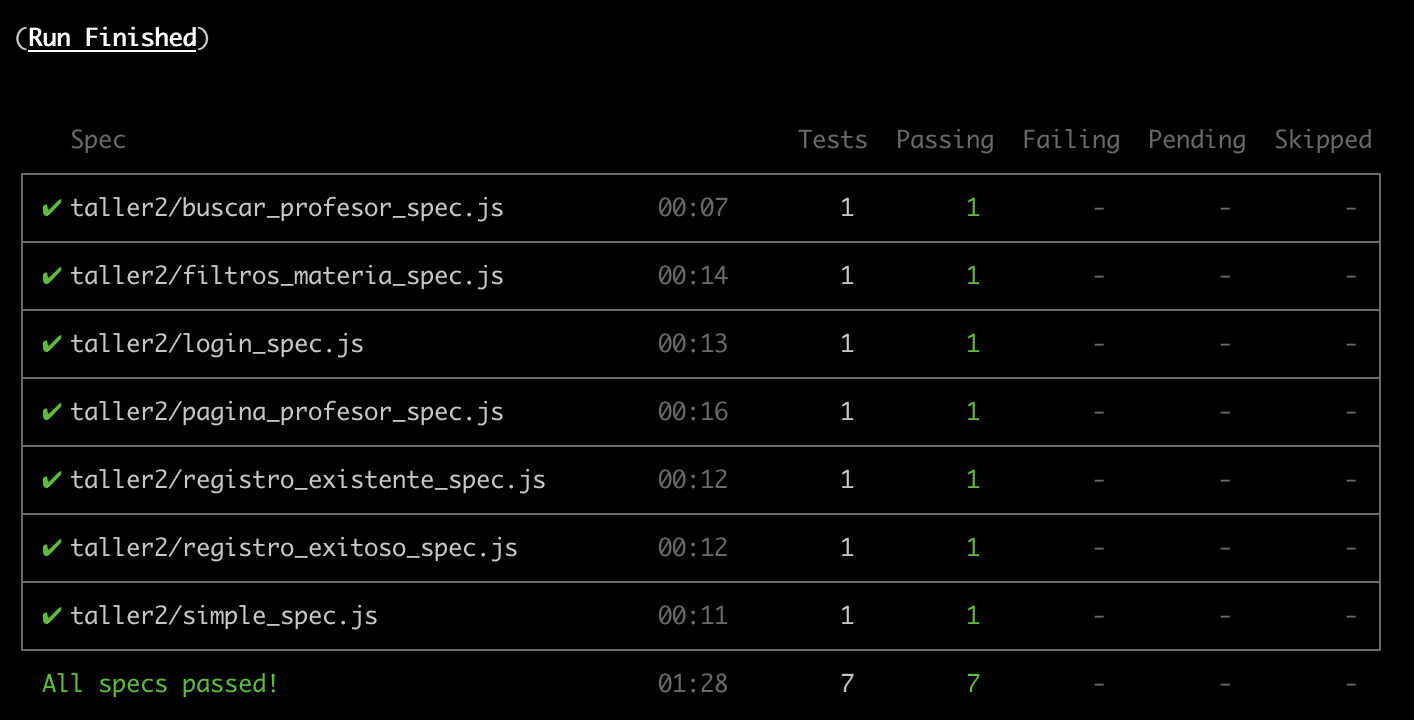 (Run Finished)
Spec Tests Passing Failing Pending Skipped
✔ taller2/buscar_profesor_spec.js 00:07 1 1 - - -
✔ taller2/filtros_materia_spec.js 00:14 1 1 - - -
✔ taller2/login_spec.js 00:13 1 1 - - -
✔ taller2/pagina_profesor_spec.js 00:16 1 1 - - -
✔ taller2/registro_existente_spec.js 00:12 1 1 - - -
✔ taller2/registro_exitoso_spec.js 00:12 1 1 - - -
✔ taller2/simple_spec.js 00:11 1 1 - - -
All specs passed! 01:28 7 7 - - -